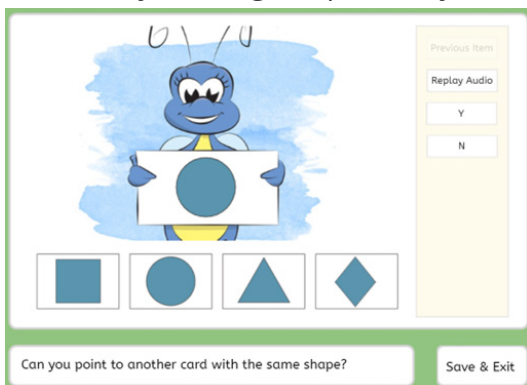 Previous Item
Replay Audio
Y
N
Can you point to another card with the same shape?
Save & Exit